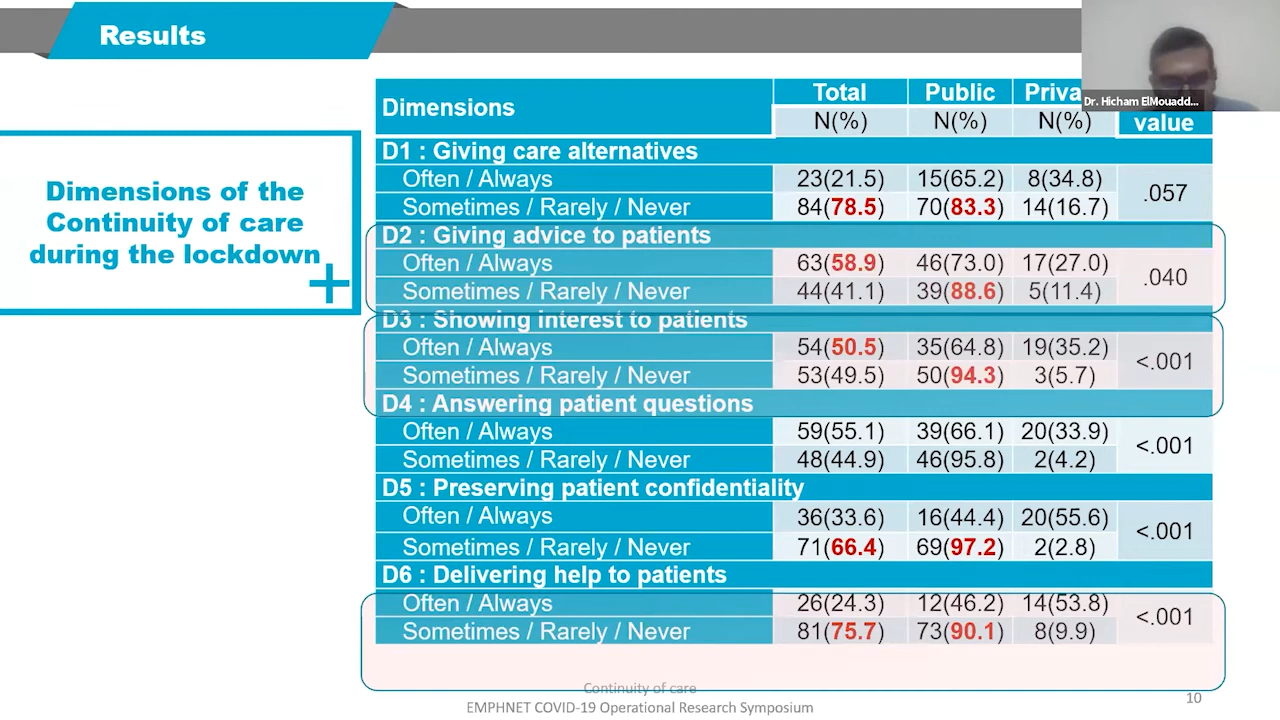 Results
Dr. Hicham ElMouadd...
Dimensions of the
Continuity of care
during the lockdown
Dimensions Total Public Priva
N(%) N(%) N(%) value
D1 : Giving care alternatives
Often / Always 23(21.5) 15(65.2) 8(34.8) .057
Sometimes / Rarely / Never 84(78.5) 70(83.3) 14(16.7)
D2 : Giving advice to patients
Often / Always 63(58.9) 46(73.0) 17(27.0) .040
Sometimes / Rarely / Never 44(41.1) 39(88.6) 5(11.4)
D3 : Showing interest to patients
Often / Always 54(50.5) 35(64.8) 19(35.2) <.001
Sometimes / Rarely / Never 53(49.5) 50(94.3) 3(5.7)
D4 : Answering patient questions
Often / Always 59(55.1) 39(66.1) 20(33.9) <.001
Sometimes / Rarely / Never 48(44.9) 46(95.8) 2(4.2)
D5 : Preserving patient confidentiality
Often / Always 36(33.6) 16(44.4) 20(55.6) <.001
Sometimes / Rarely / Never 71(66.4) 69(97.2) 2(2.8)
D6 : Delivering help to patients
Often / Always 26(24.3) 12(46.2) 14(53.8) <.001
Sometimes / Rarely / Never 81(75.7) 73(90.1) 8(9.9)
Continuity of care
EMPHNET COVID-19 Operational Research Symposium
10